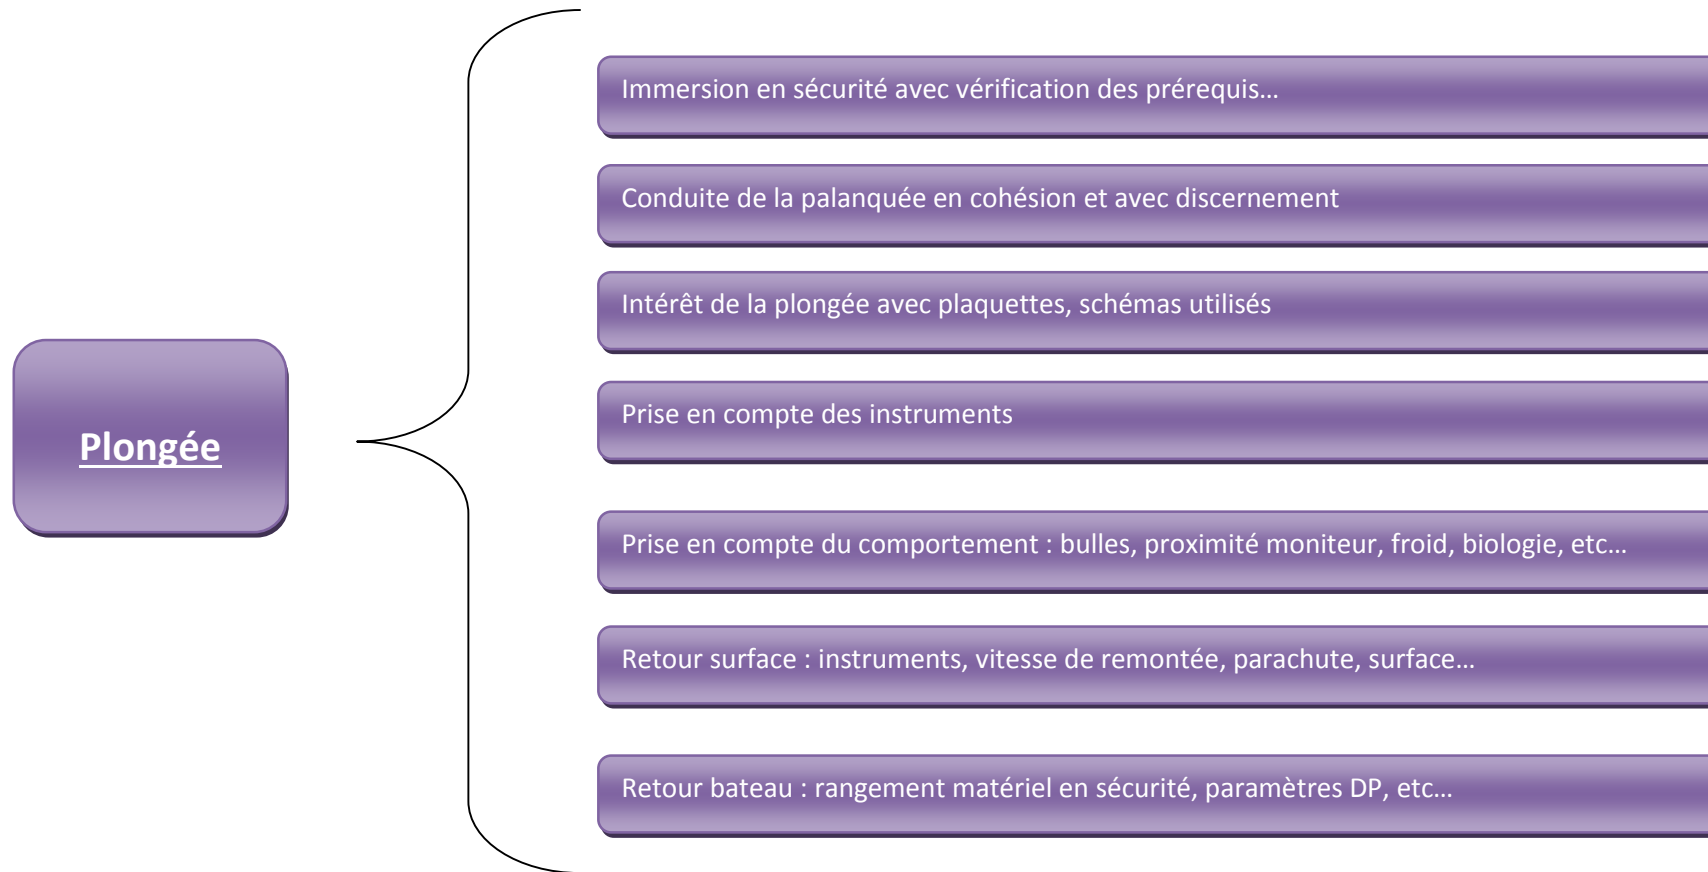 Immersion en sécurité avec vérification des prérequis…
Conduite de la palanquée en cohésion et avec discernement
Intérêt de la plongée avec plaquettes, schémas utilisés
Prise en compte des instruments
Plongée
Prise en compte du comportement : bulles, proximité moniteur, froid, biologie, etc…
Retour surface : instruments, vitesse de remontée, parachute, surface…
Retour bateau : rangement matériel en sécurité, paramètres DP, etc…